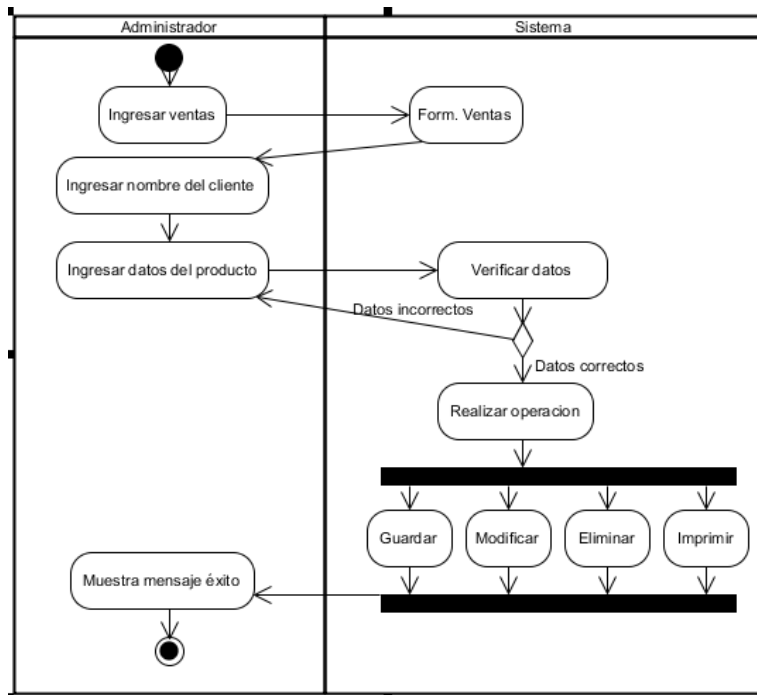 Administrador
Sistema
Ingresar ventas
Form. Ventas
Ingresar nombre del cliente
Ingresar datos del producto
Verificar datos
Datos incorrectos
Datos correctos
Realizar operacion
Guardar
Modificar
Eliminar
Imprimir
Muestra mensaje éxito